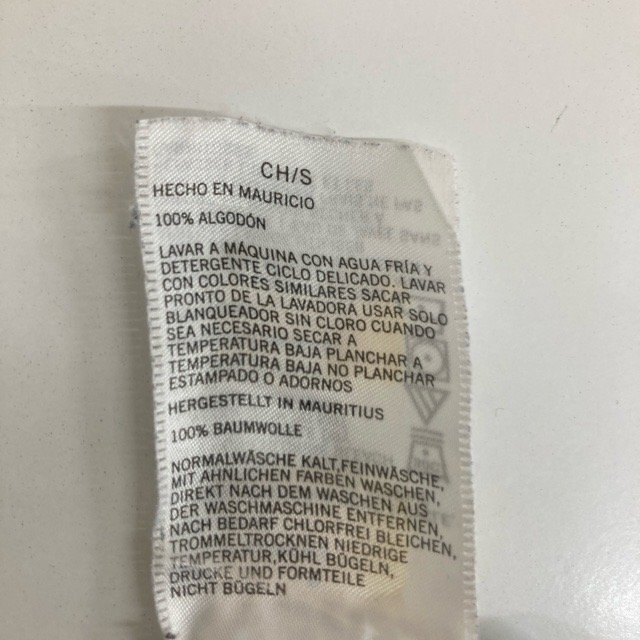 CH/S
HECHO EN MAURICIO
100% ALGODÓN
LAVAR A MÁQUINA CON AGUA FRÍA Y
DETERGENTE CICLO DELICADO. LAVAR
CON COLORES SIMILARES SACAR
PRONTO DE LA LAVADORA USAR SÓLO
BLANQUEADOR SIN CLORO CUANDO
SEA NECESARIO SECAR A
TEMPERATURA BAJA PLANCHAR A
TEMPERATURA BAJA NO PLANCHAR
ESTAMPADO O ADORNOS
HERGESTELLT IN MAURITIUS
100% BAUMWOLLE
NORMALWÄSCHE KALT,FEINWÄSCHE,
MIT ÄHNLICHEN FARBEN WASCHEN,
DIREKT NACH DEM WASCHEN AUS
DER WASCHMASCHINE ENTFERNEN,
NACH BEDARF CHLORFREI BLEICHEN,
TROMMELTROCKNEN NIEDRIGE
TEMPERATUR,KÜHL BÜGELN,
DRUCKE UND FORMTEILE
NICHT BÜGELN